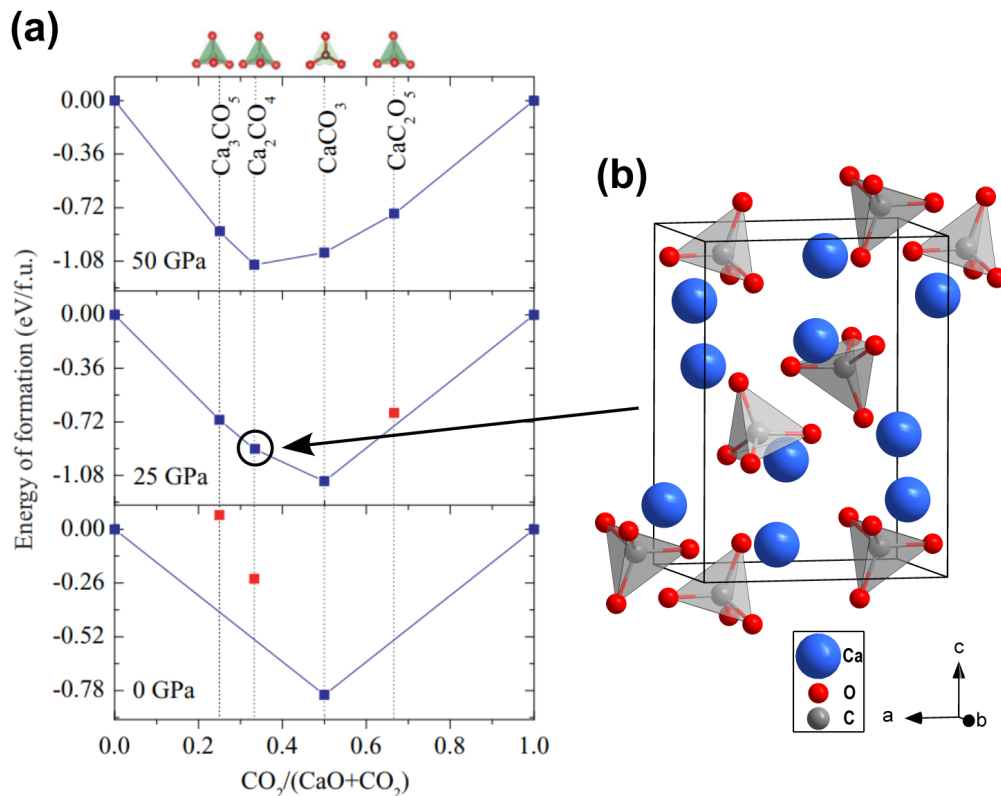 (a)
Energy of formation (eV/f.u.)
0.00
-0.36
-0.72
-1.08
50 GPa
Ca₃CO₅
Ca₂CO₄
CaCO₃
CaC₂O₅
0.00
-0.36
-0.72
-1.08
25 GPa
0.00
-0.26
-0.52
-0.78
0 GPa
0.0 0.2 0.4 0.6 0.8 1.0
CO₂/(CaO+CO₂)
(b)
Ca
O
C
c
a
b